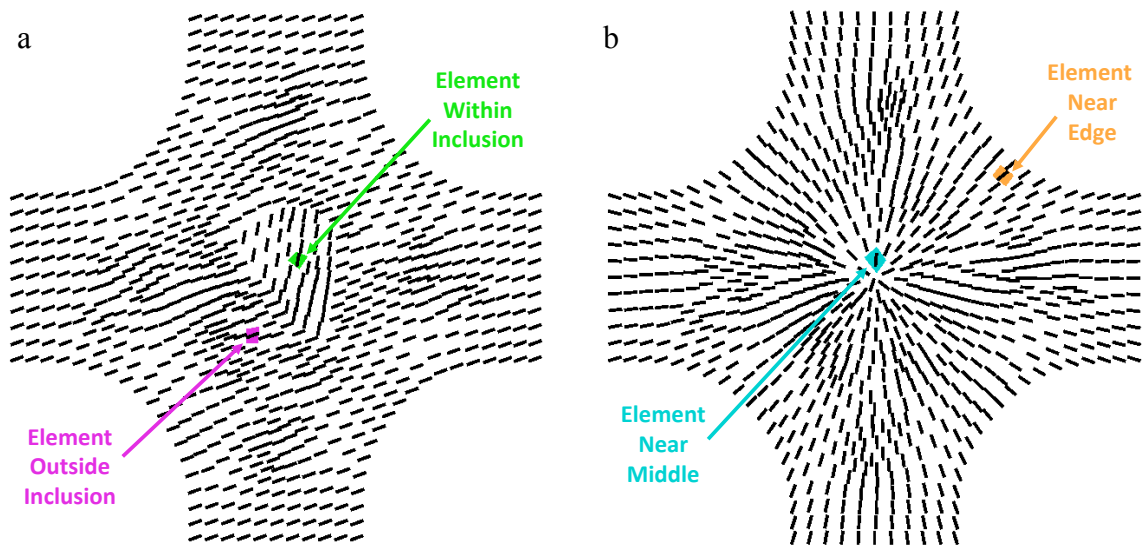 a
Element
Within
Inclusion
Element
Outside
Inclusion
b
Element
Near
Edge
Element
Near
Middle